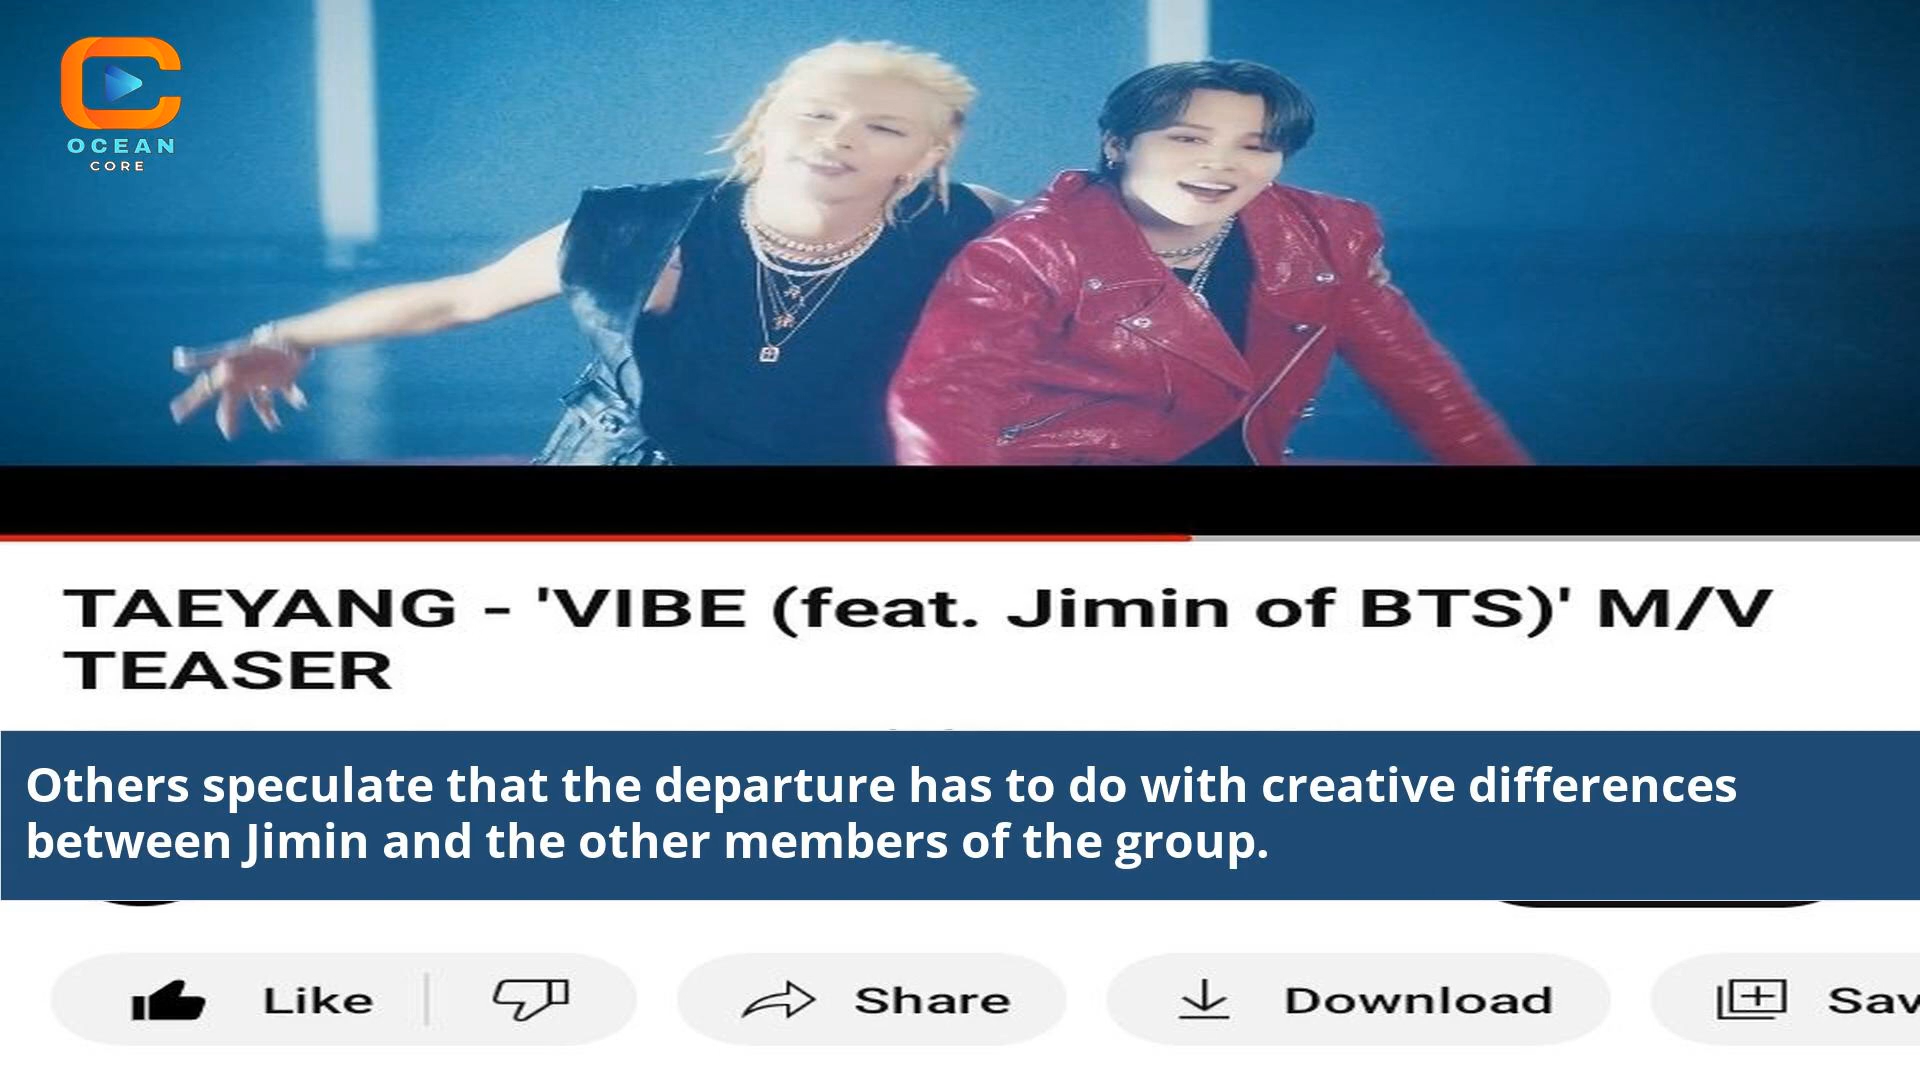 OCEAN
CORE
TAEYANG - 'VIBE (feat. Jimin of BTS)' M/V
TEASER
Others speculate that the departure has to do with creative differences
between Jimin and the other members of the group.
Like Share Download Sav